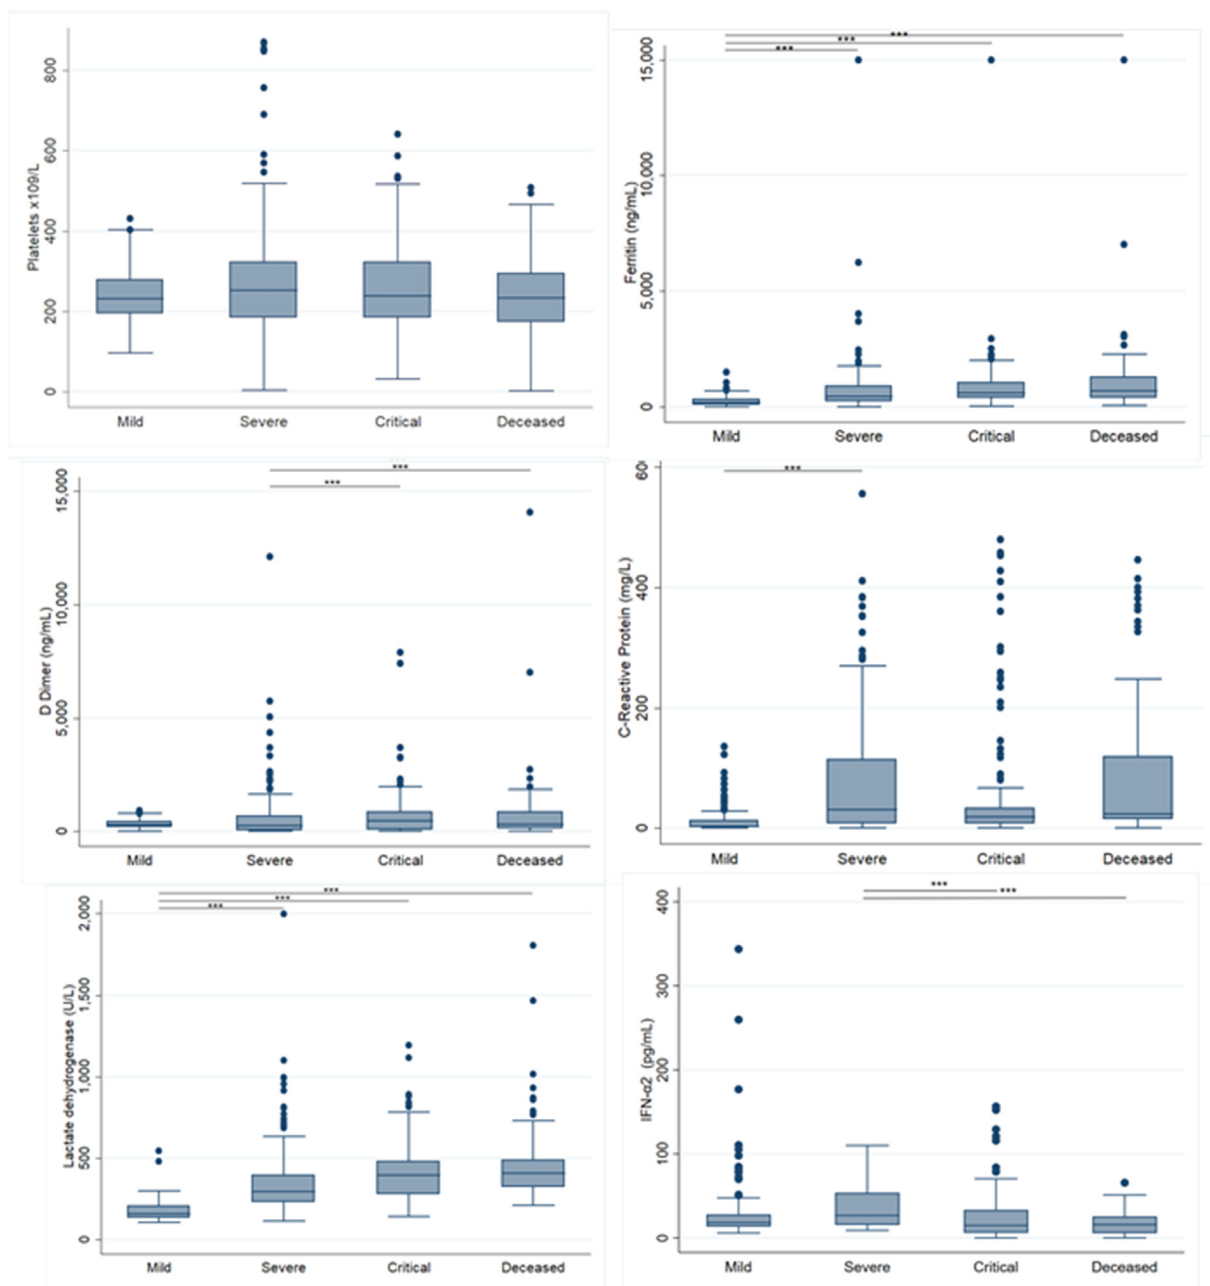 Platelets x109/L
800
600
400
200
0
Mild Severe Critical Deceased
Ferritin (ng/mL)
15,000
10,000
5,000
0
*** *** ***
Mild Severe Critical Deceased
D Dimer (ng/mL)
15,000
10,000
5,000
0
*** ***
Mild Severe Critical Deceased
C-Reactive Protein (mg/L)
400
200
0
***
Mild Severe Critical Deceased
Lactate dehydrogenase (U/L)
2,000
1,500
1,000
500
0
*** *** ***
Mild Severe Critical Deceased
IFN-α2 (pg/mL)
400
300
200
100
0
*** ***
Mild Severe Critical Deceased